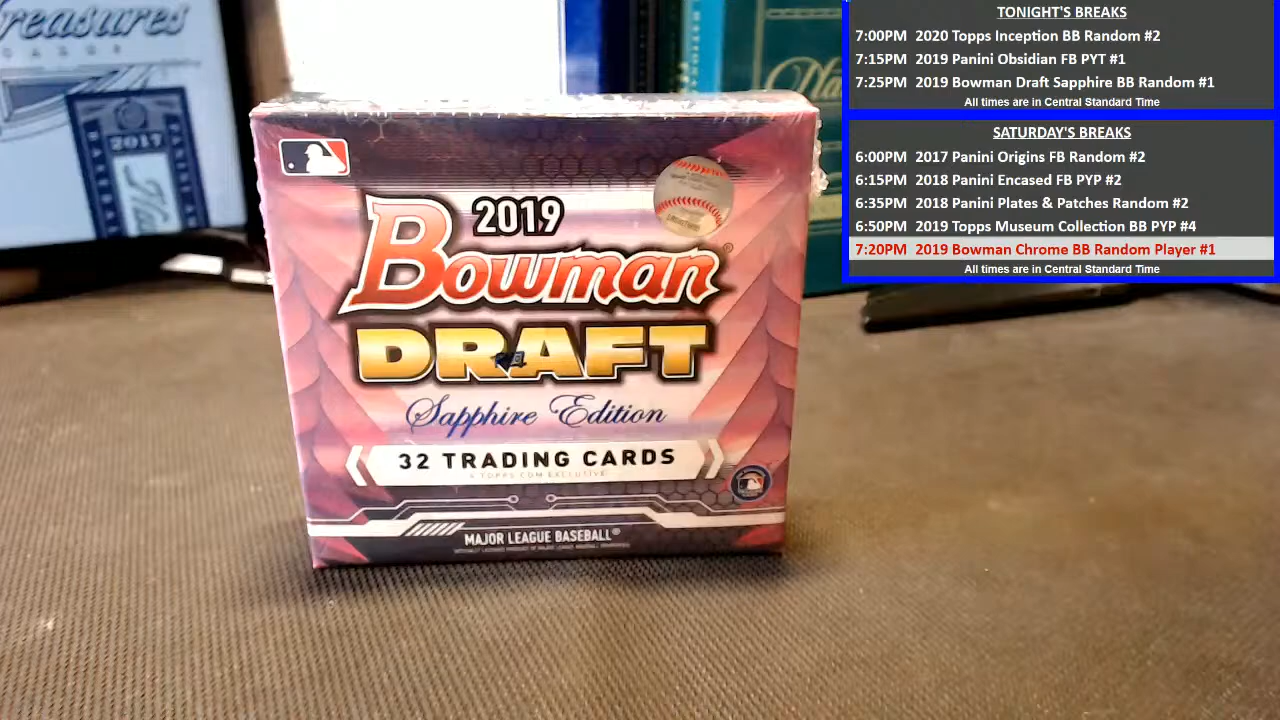 reasures
2017
2019
Bowman
DRAFT
Sapphire Edition
32 TRADING CARDS
A TOPPS.COM EXCLUSIVE
MAJOR LEAGUE BASEBALL®
TONIGHT'S BREAKS
7:00PM 2020 Topps Inception BB Random #2
7:15PM 2019 Panini Obsidian FB PYT #1
7:25PM 2019 Bowman Draft Sapphire BB Random #1
All times are in Central Standard Time
SATURDAY'S BREAKS
6:00PM 2017 Panini Origins FB Random #2
6:15PM 2018 Panini Encased FB PYP #2
6:35PM 2018 Panini Plates & Patches Random #2
6:50PM 2019 Topps Museum Collection BB PYP #4
7:20PM 2019 Bowman Chrome BB Random Player #1
All times are in Central Standard Time